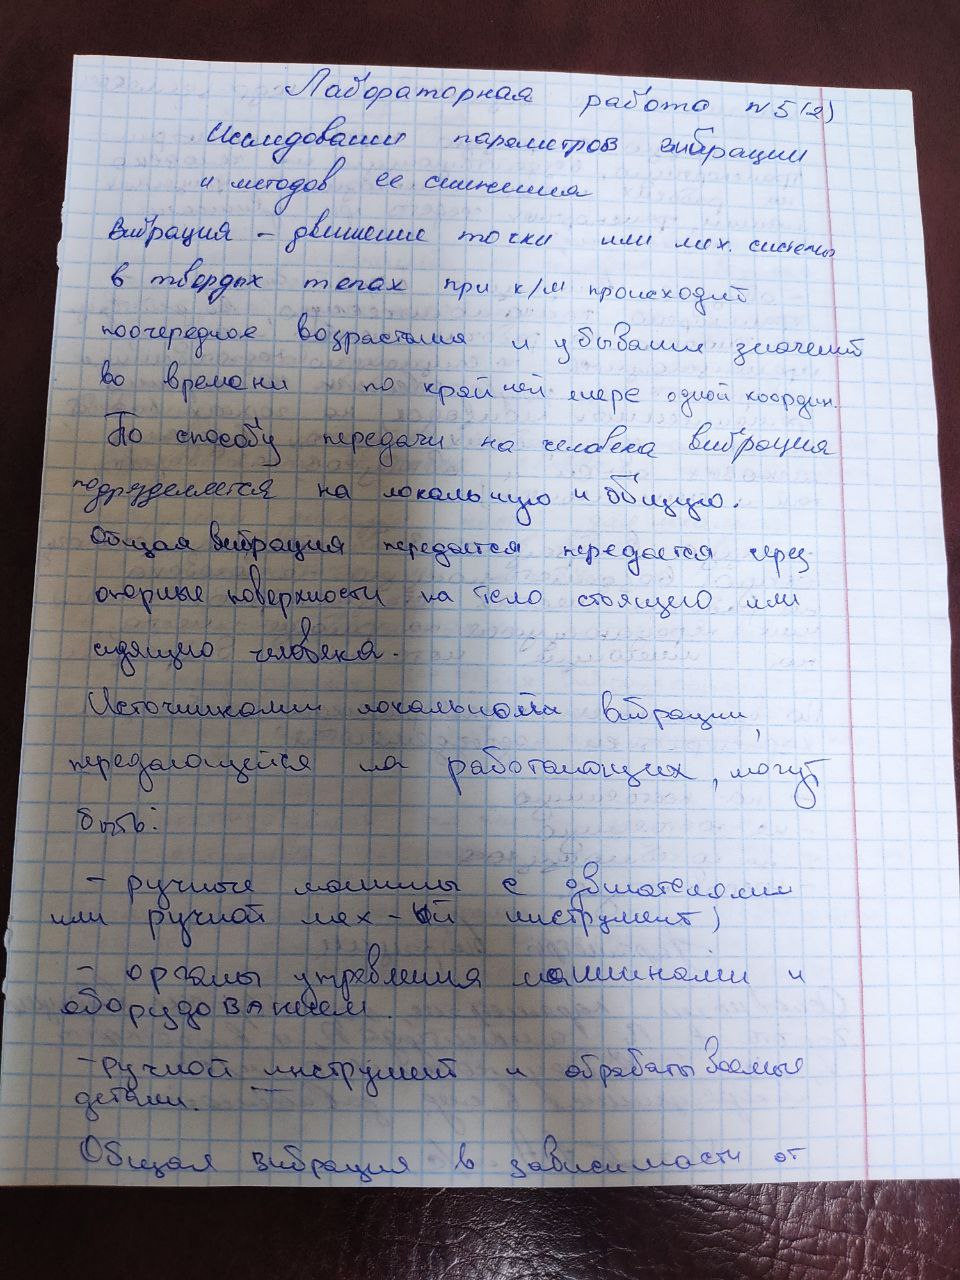 Лабораторная работа №5(2)
Исследования параметров вибрации
и методов ее снижения
Вибрация – движение точки или мех. системы
в твердых телах при к/м происходит
поочередное возрастания и убывания значений
во времени по крайней мере одной координ.
По способу передачи на человека вибрация
подразделяется на локальную и общую.
Общая вибрация передается передается через
опорные поверхности на тело стоящего или
сидящего человека.
Источниками локальной вибрации,
передающейся на работающих, могут
быть:
– ручные машины с двигателями
или ручной мех-ый инструмент;
– органы управления машинами и
оборудованием.
– ручной инструмент и обрабатываемые
детали.
Общая вибрация в зависимости от